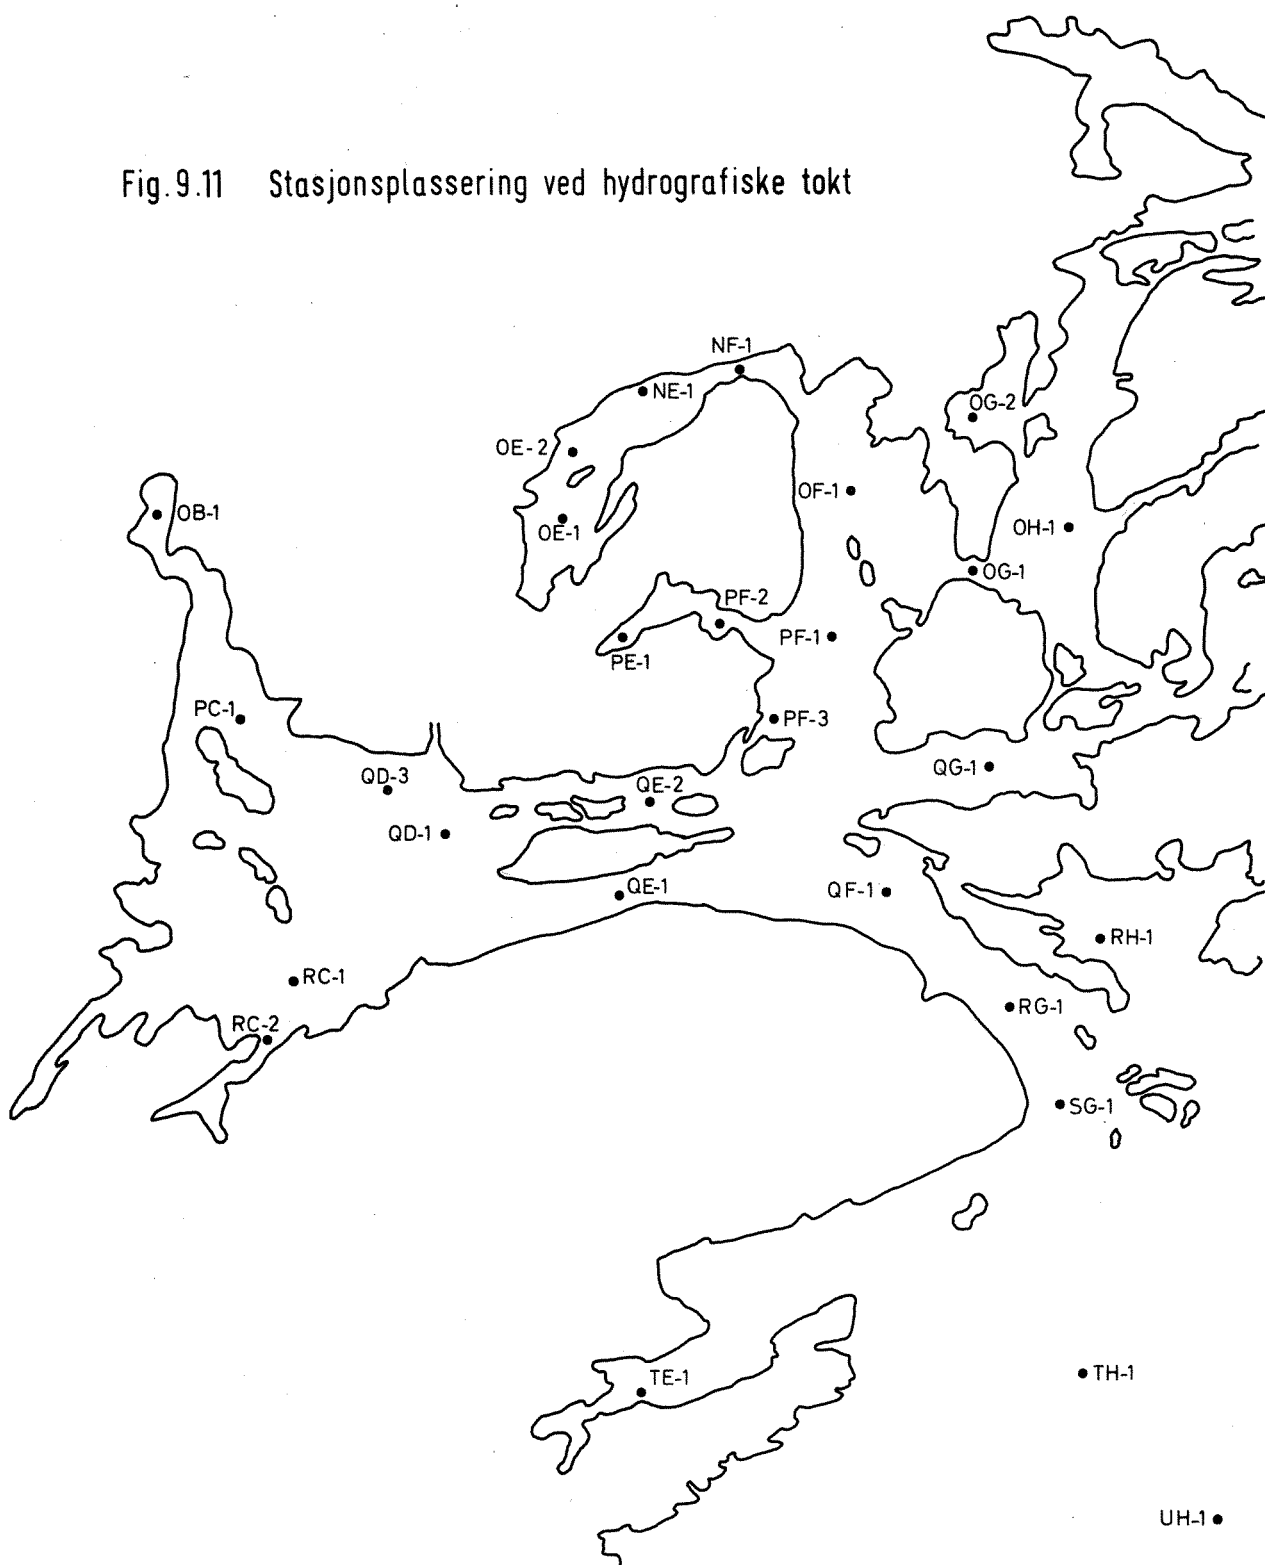 Fig. 9.11 Stasjonsplassering ved hydrografiske tokt
NF-1
NE-1
OG-2
OE-2
OF-1
OB-1
OE-1
OH-1
OG-1
PF-2
PF-1
PE-1
PC-1
PF-3
QG-1
QD-3
QE-2
QD-1
QE-1
QF-1
RH-1
RC-1
RG-1
RC-2
SG-1
TH-1
TE-1
UH-1